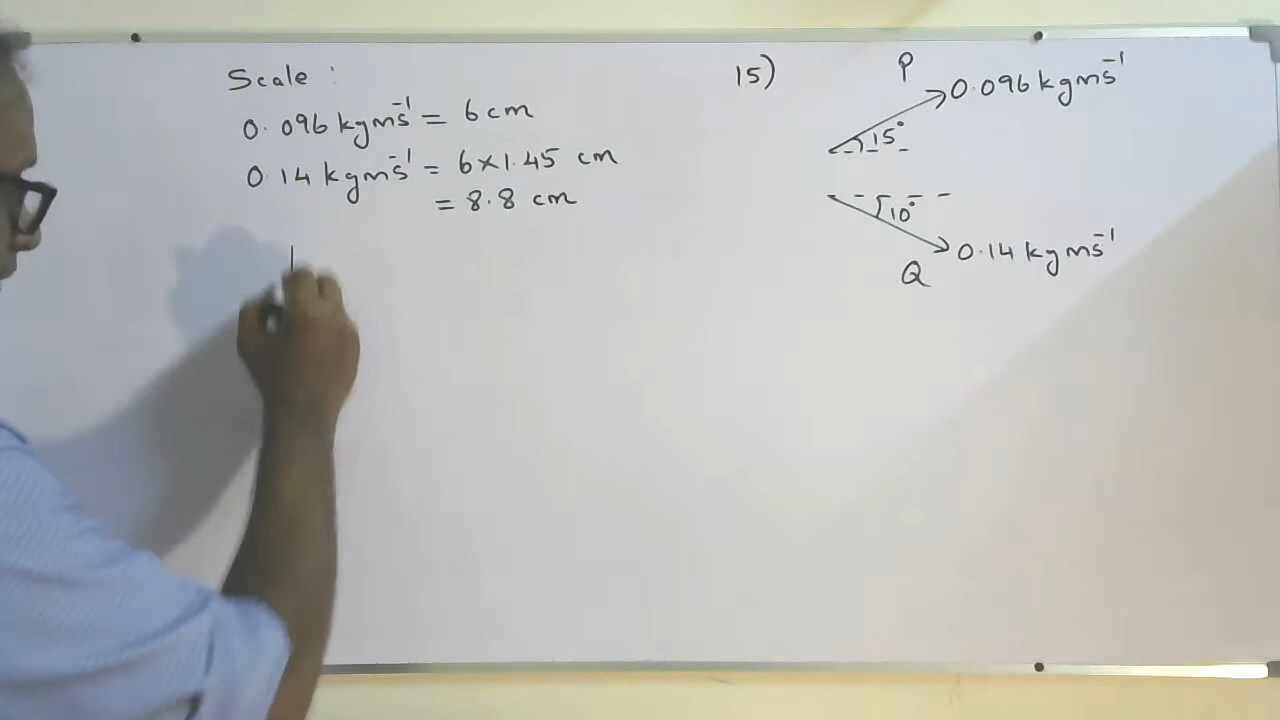 Scale :
0.096 kgms⁻¹ = 6 cm
0.14 kgms⁻¹ = 6×1.45 cm
= 8.8 cm
15)
P
0.096 kgms⁻¹
15°
10°
0.14 kgms⁻¹
Q